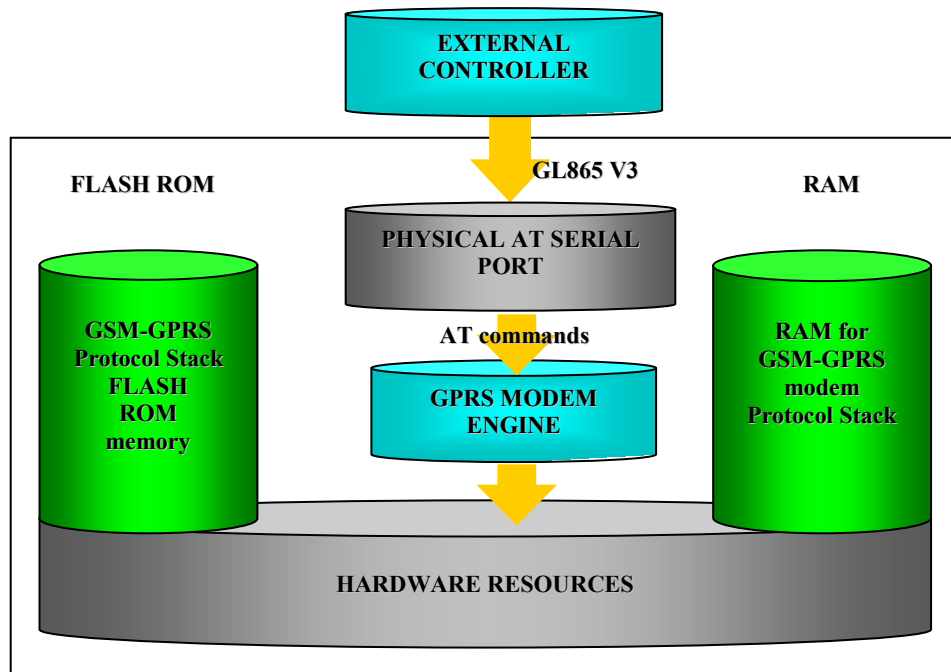 EXTERNAL
CONTROLLER
GL865 V3
FLASH ROM
RAM
PHYSICAL AT SERIAL
PORT
GSM-GPRS
Protocol Stack
FLASH
ROM
memory
AT commands
GPRS MODEM
ENGINE
RAM for
GSM-GPRS
modem
Protocol Stack
HARDWARE RESOURCES